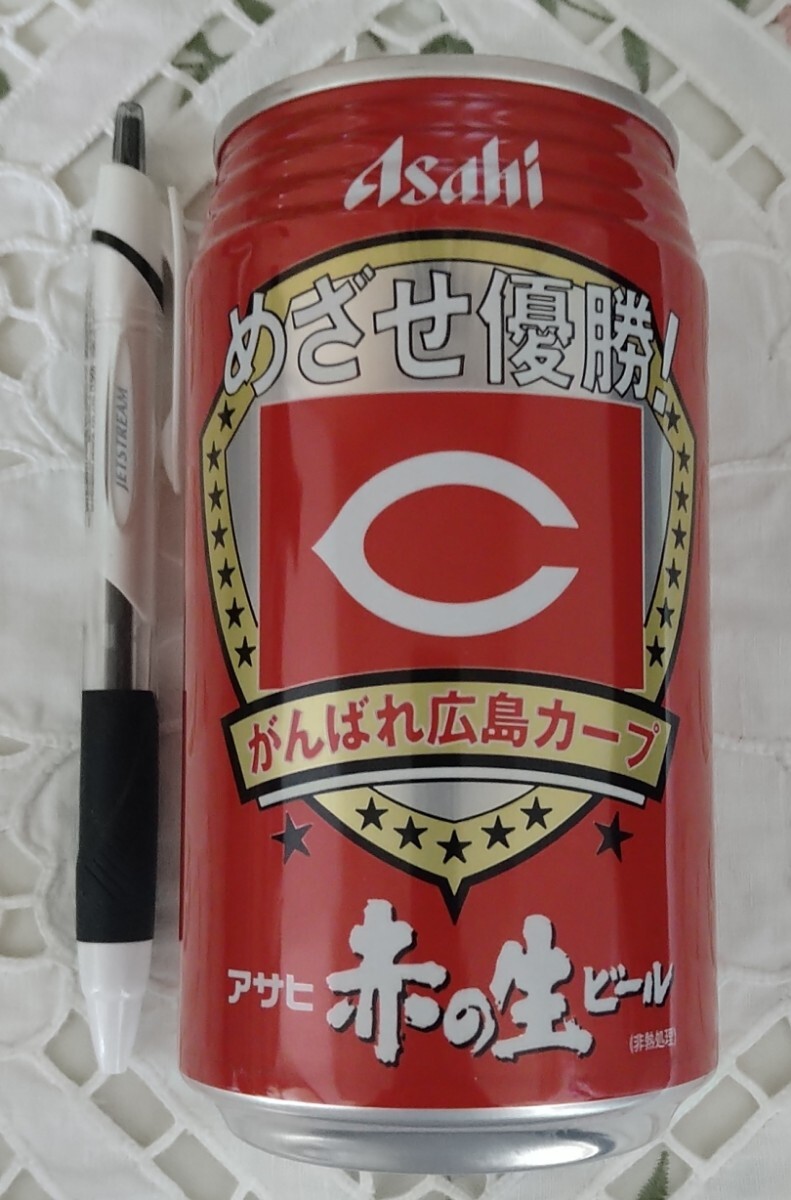 Asahi
めざせ優勝!
C
がんばれ広島カープ
アサヒ 赤の生 ビール
(非熱処理)
JETSTREAM